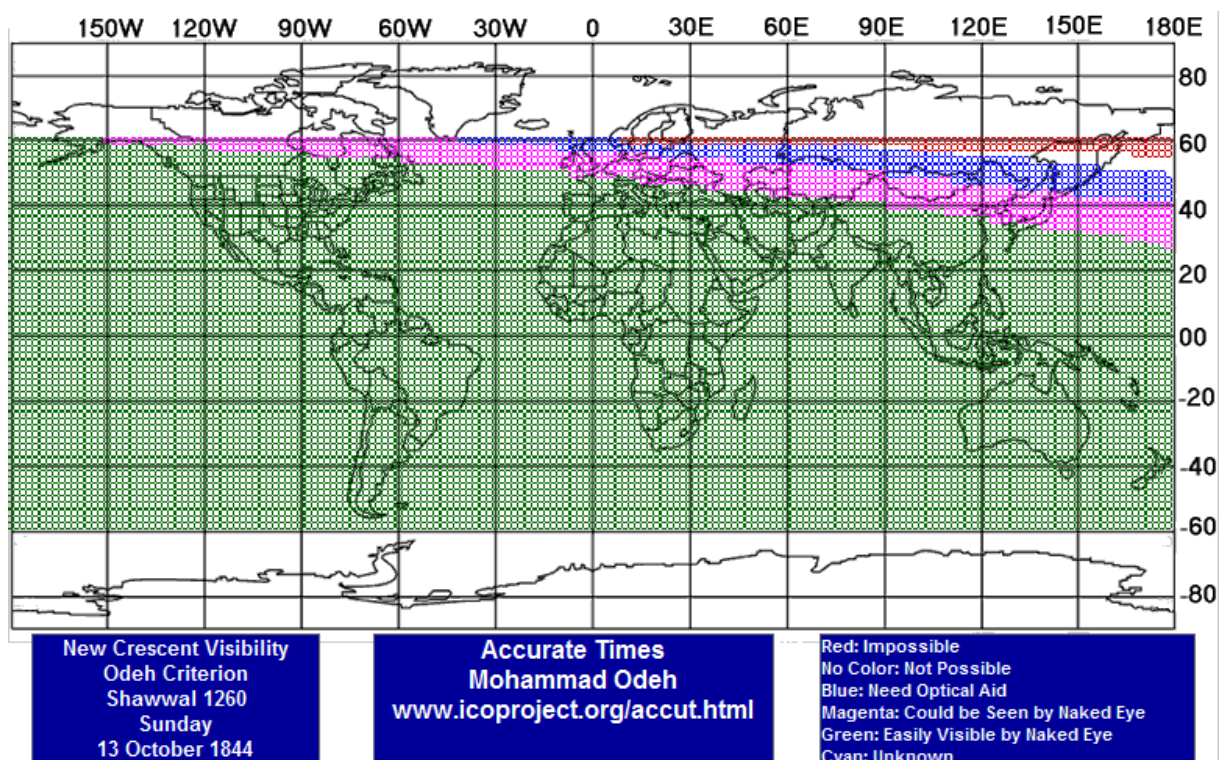 150W 120W 90W 60W 30W 0 30E 60E 90E 120E 150E 180E
80
60
40
20
00
-20
-40
-60
-80
New Crescent Visibility
Odeh Criterion
Shawwal 1260
Sunday
13 October 1844
Accurate Times
Mohammad Odeh
www.icoproject.org/accut.html
Red: Impossible
No Color: Not Possible
Blue: Need Optical Aid
Magenta: Could be Seen by Naked Eye
Green: Easily Visible by Naked Eye
Cyan: Unknown